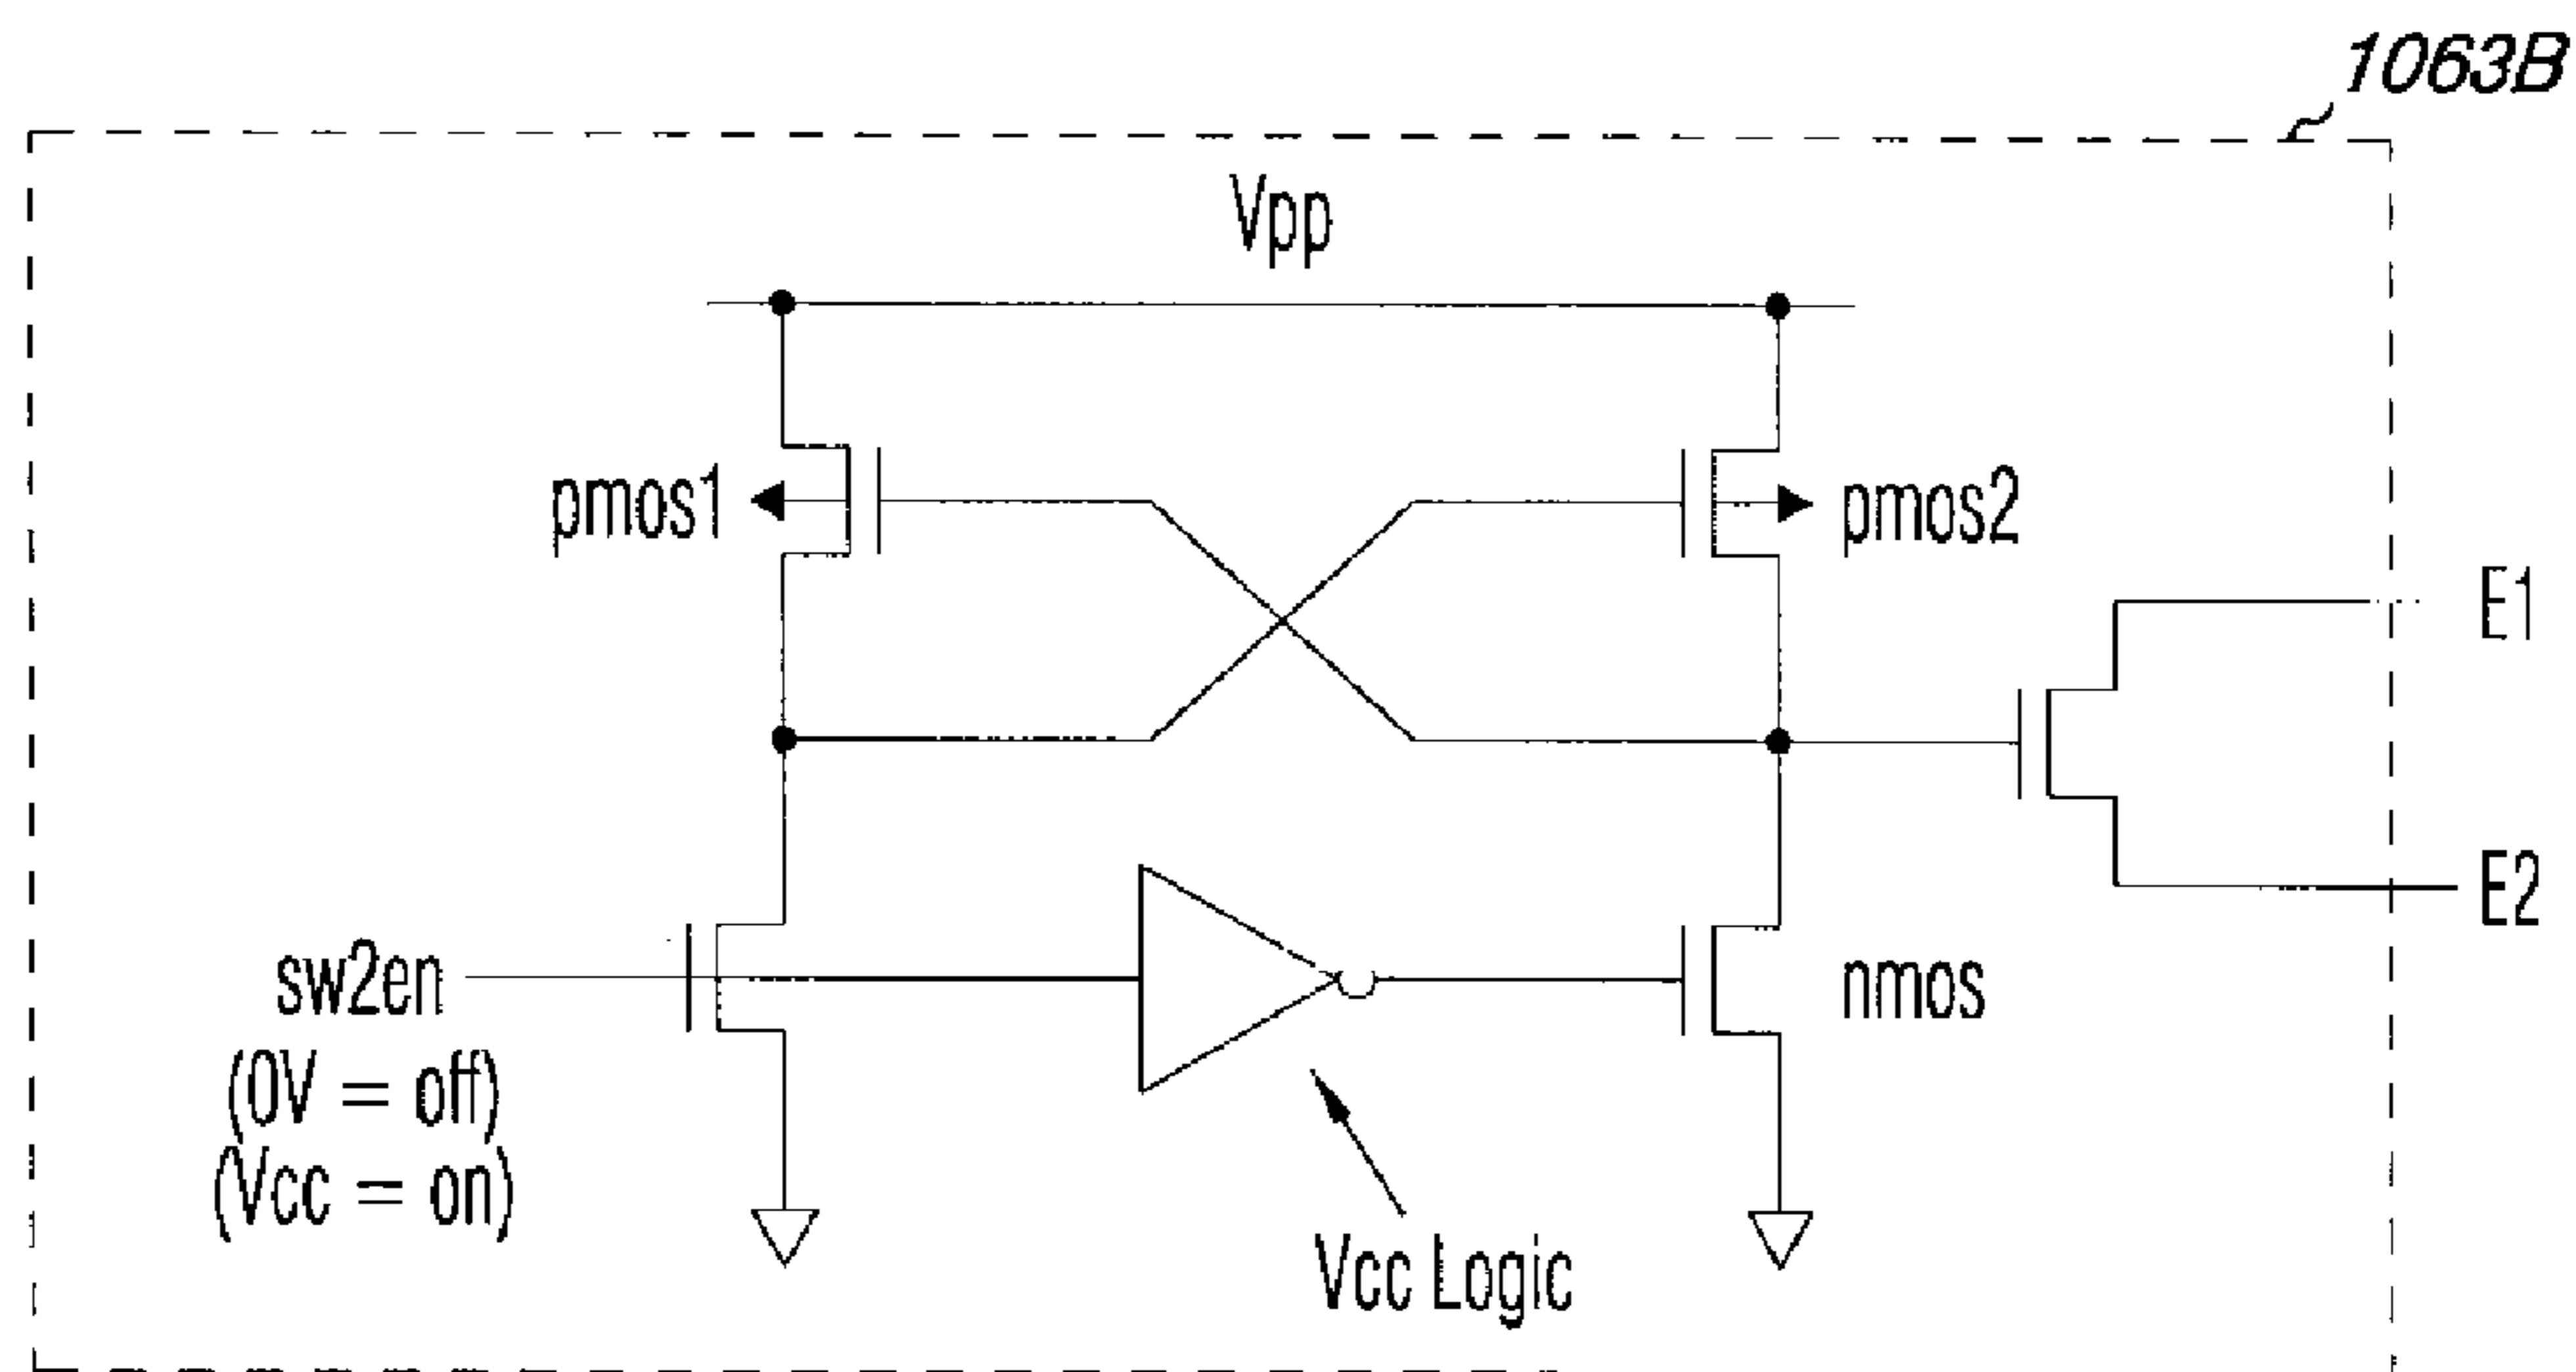 1063B
Vpp
pmos1
pmos2
E1
E2
sw2en
(0V = off)
(Vcc = on)
nmos
Vcc Logic